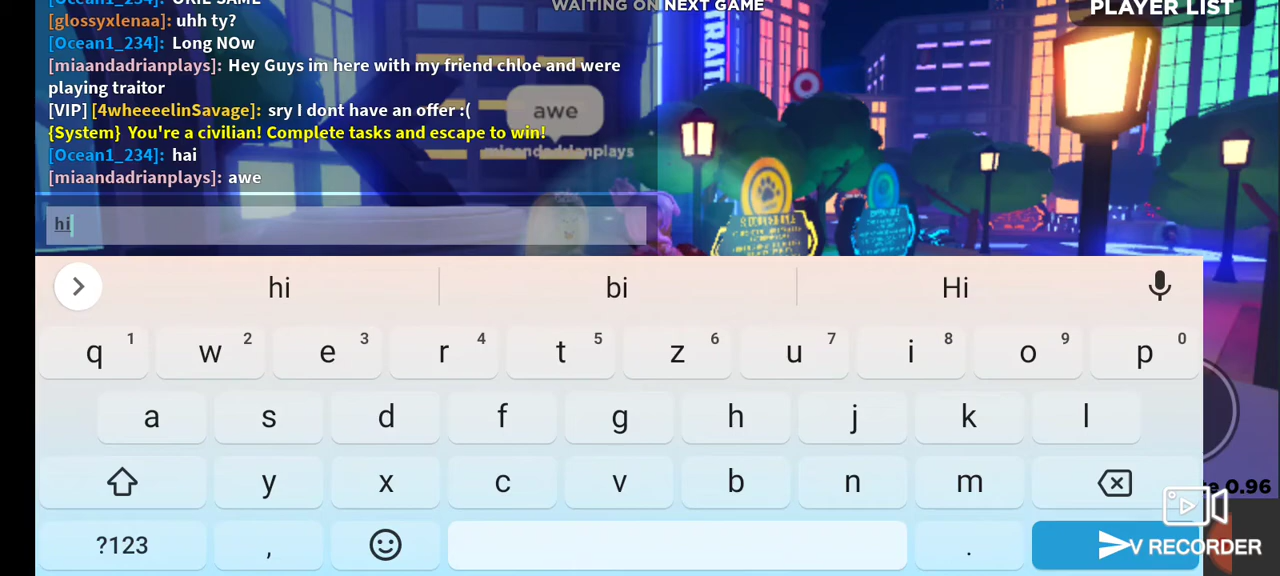 WAITING ON NEXT GAME
PLAYER LIST
[glossyxlenaa]: uhh ty?
[Ocean1_234]: Long NOw
[miaandadrianplays]: Hey Guys im here with my friend chloe and were
playing traitor
[VIP] [4wheeeelinSavage]: sry I dont have an offer :(
{System} You're a civilian! Complete tasks and escape to win!
[Ocean1_234]: hai
[miaandadrianplays]: awe
awe
miaandadrianplays
TRAIT
hi
hi bi Hi
q 1 w 2 e 3 r 4 t 5 z 6 u 7 i 8 o 9 p 0
a s d f g h j k l
y x c v b n m
?123 , .
0.96
V RECORDER